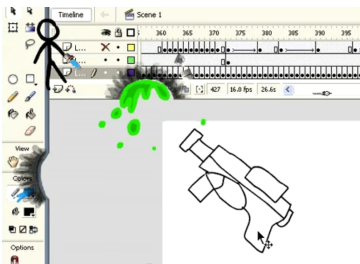 Timeline
Scene 1
360 365 370 375 380 385 390 395
L...
L...
427 16.0 fps 26.6s
View
Colors
Options